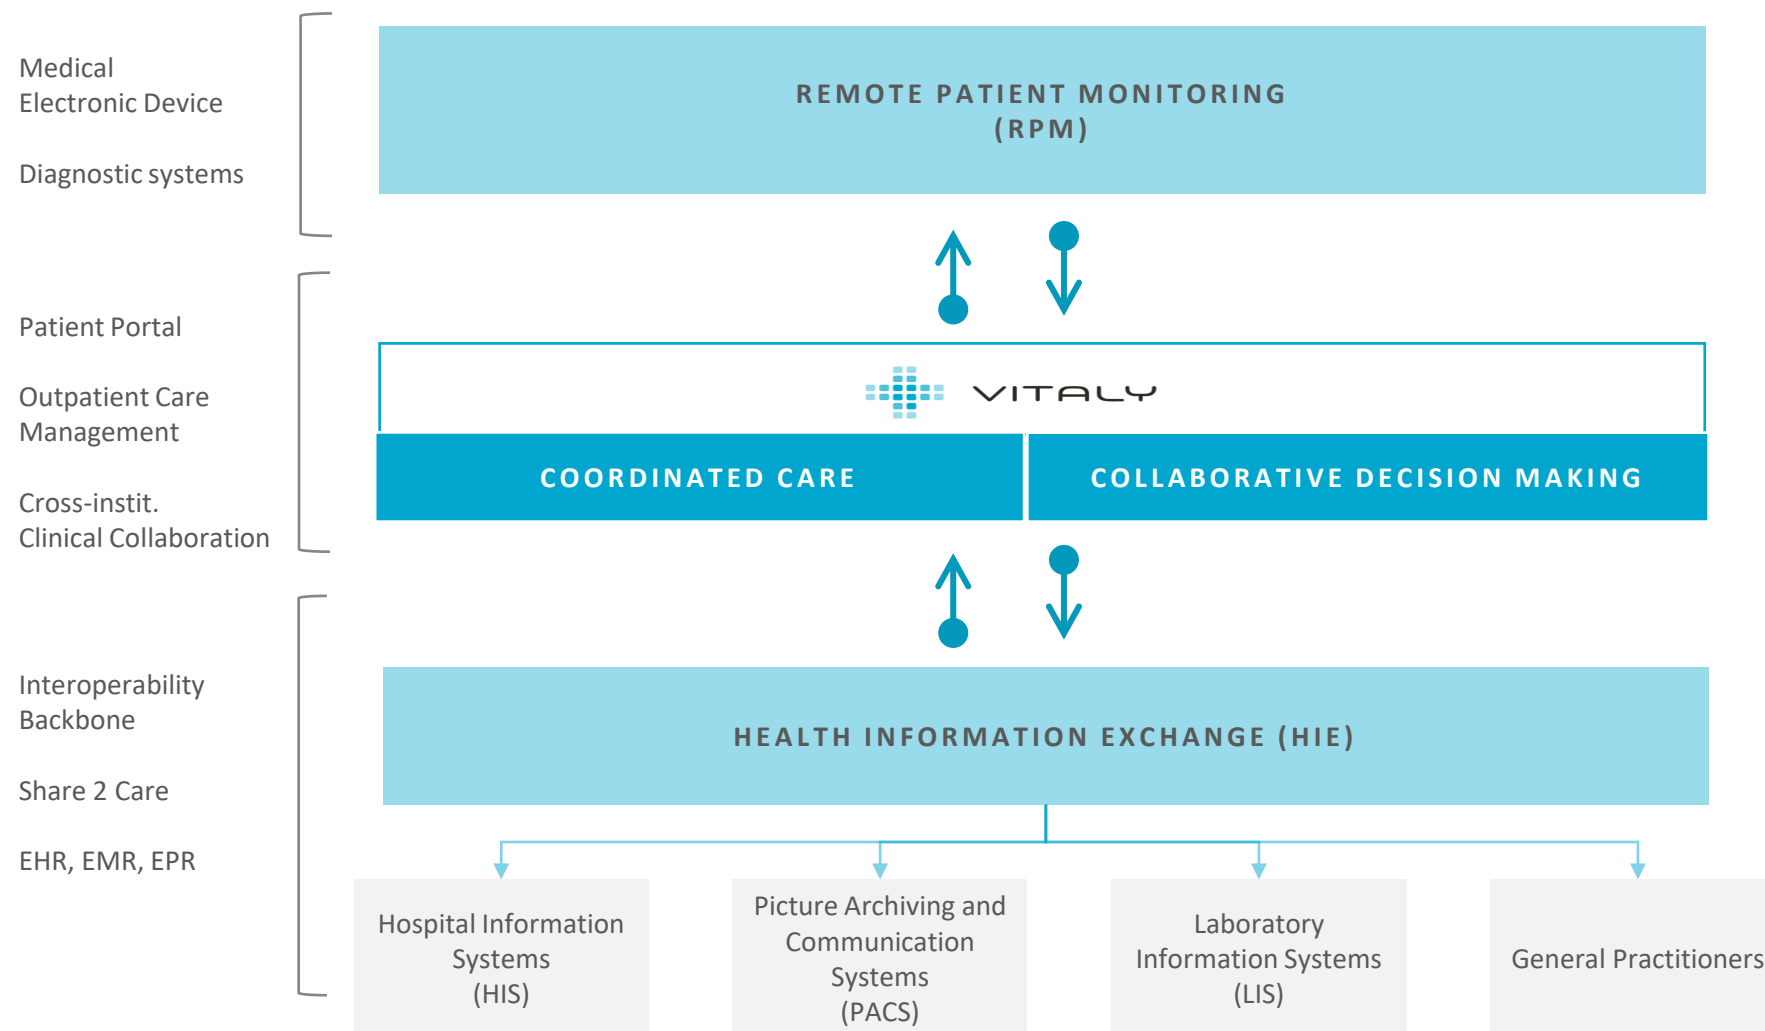 Medical
Electronic Device
Diagnostic systems
REMOTE PATIENT MONITORING
(RPM)
Patient Portal
Outpatient Care
Management
Cross-instit.
Clinical Collaboration
VITALY
COORDINATED CARE
COLLABORATIVE DECISION MAKING
Interoperability
Backbone
Share 2 Care
EHR, EMR, EPR
HEALTH INFORMATION EXCHANGE (HIE)
Hospital Information
Systems
(HIS)
Picture Archiving and
Communication
Systems
(PACS)
Laboratory
Information Systems
(LIS)
General Practitioners